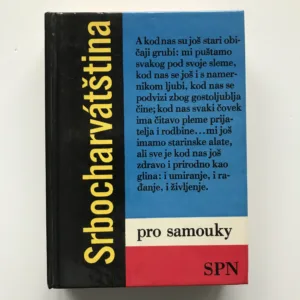 Srbocharvátština
A kod nas su još stari obi-
čaji grubi: mi puštamo
svakog pod svoje sleme,
kod nas se još i s namer-
nikom ljubi, kod nas se
podvizi zbog gostoljublja
čine; kod nas svaki čovek
ima čitavo pleme prija-
telja i rodbine...mi još
imamo starinske alate,
ali sve je kod nas još
zdravo i prirodno kao
glina: i umiranje, i ra-
đanje, i življenje.
pro samouky
SPN